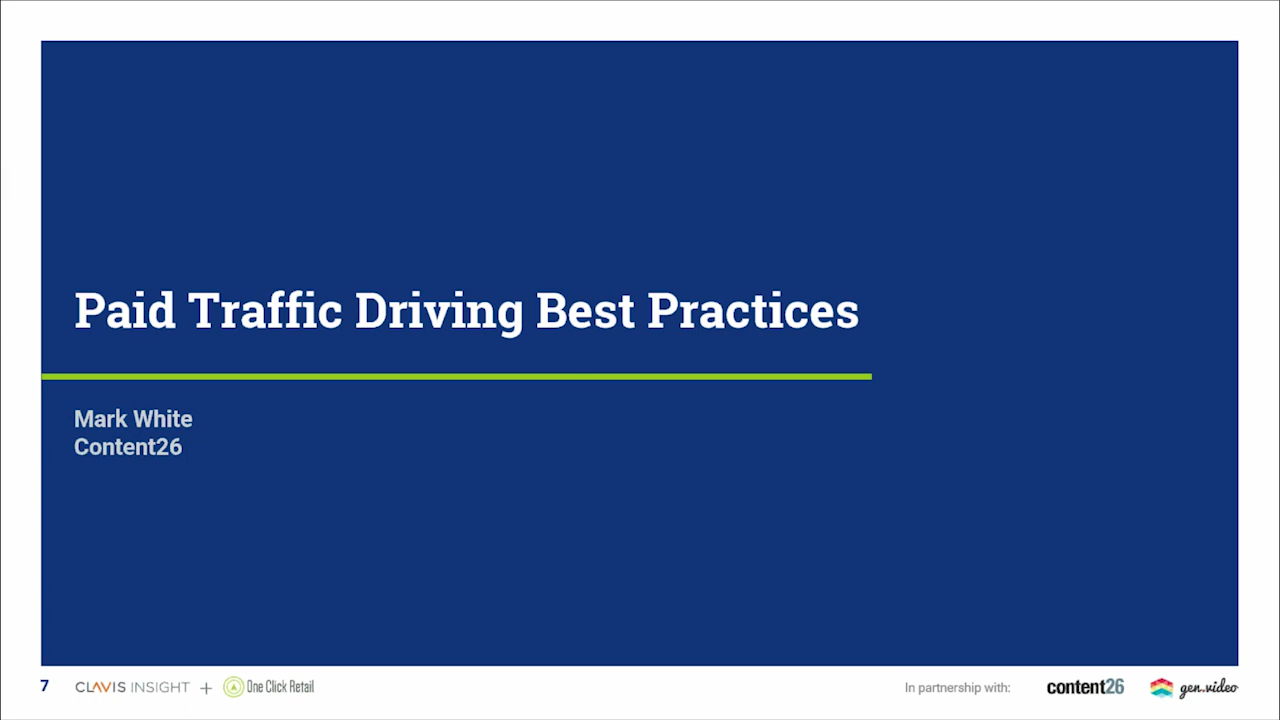 Paid Traffic Driving Best Practices
Mark White
Content26
7 CLAVIS INSIGHT + One Click Retail In partnership with: content26 gen.video